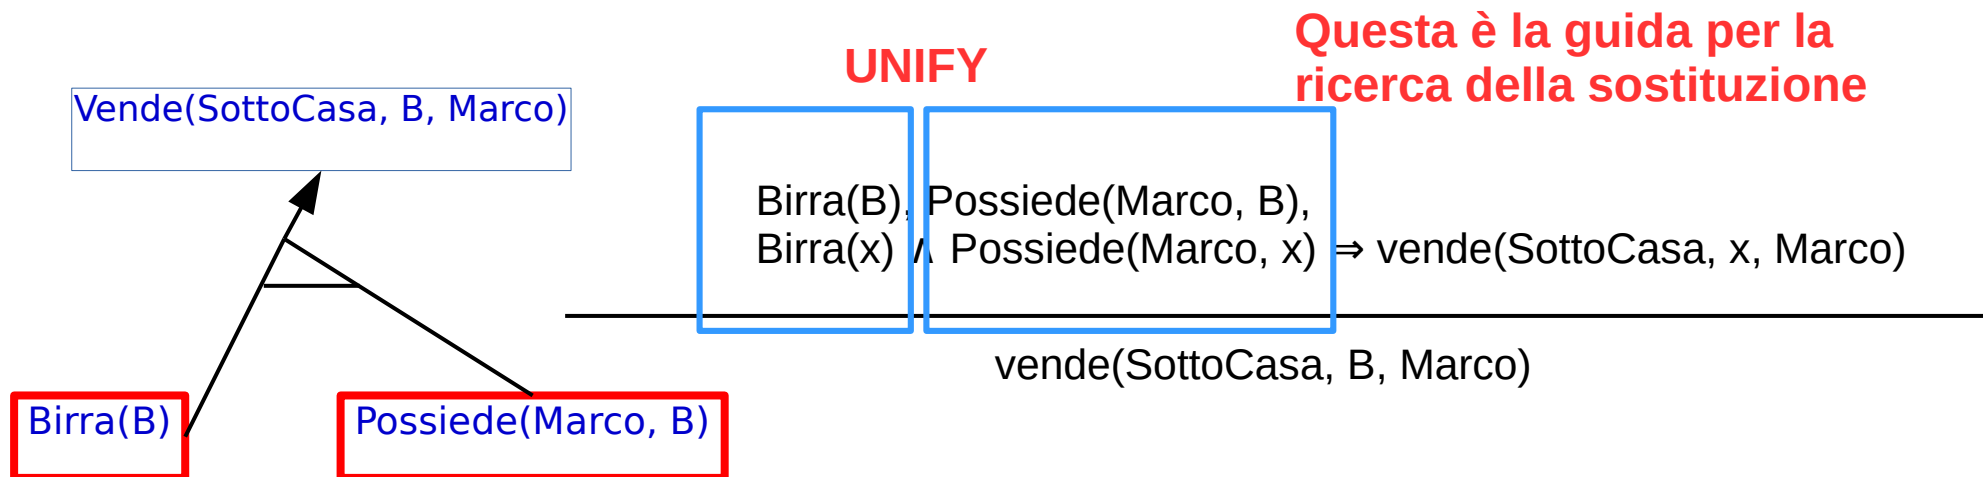 Questa è la guida per la
ricerca della sostituzione
UNIFY
Vende(SottoCasa, B, Marco)
Birra(B), Possiede(Marco, B),
Birra(x) ∧ Possiede(Marco, x) ⇒ vende(SottoCasa, x, Marco)
vende(SottoCasa, B, Marco)
Birra(B)
Possiede(Marco, B)